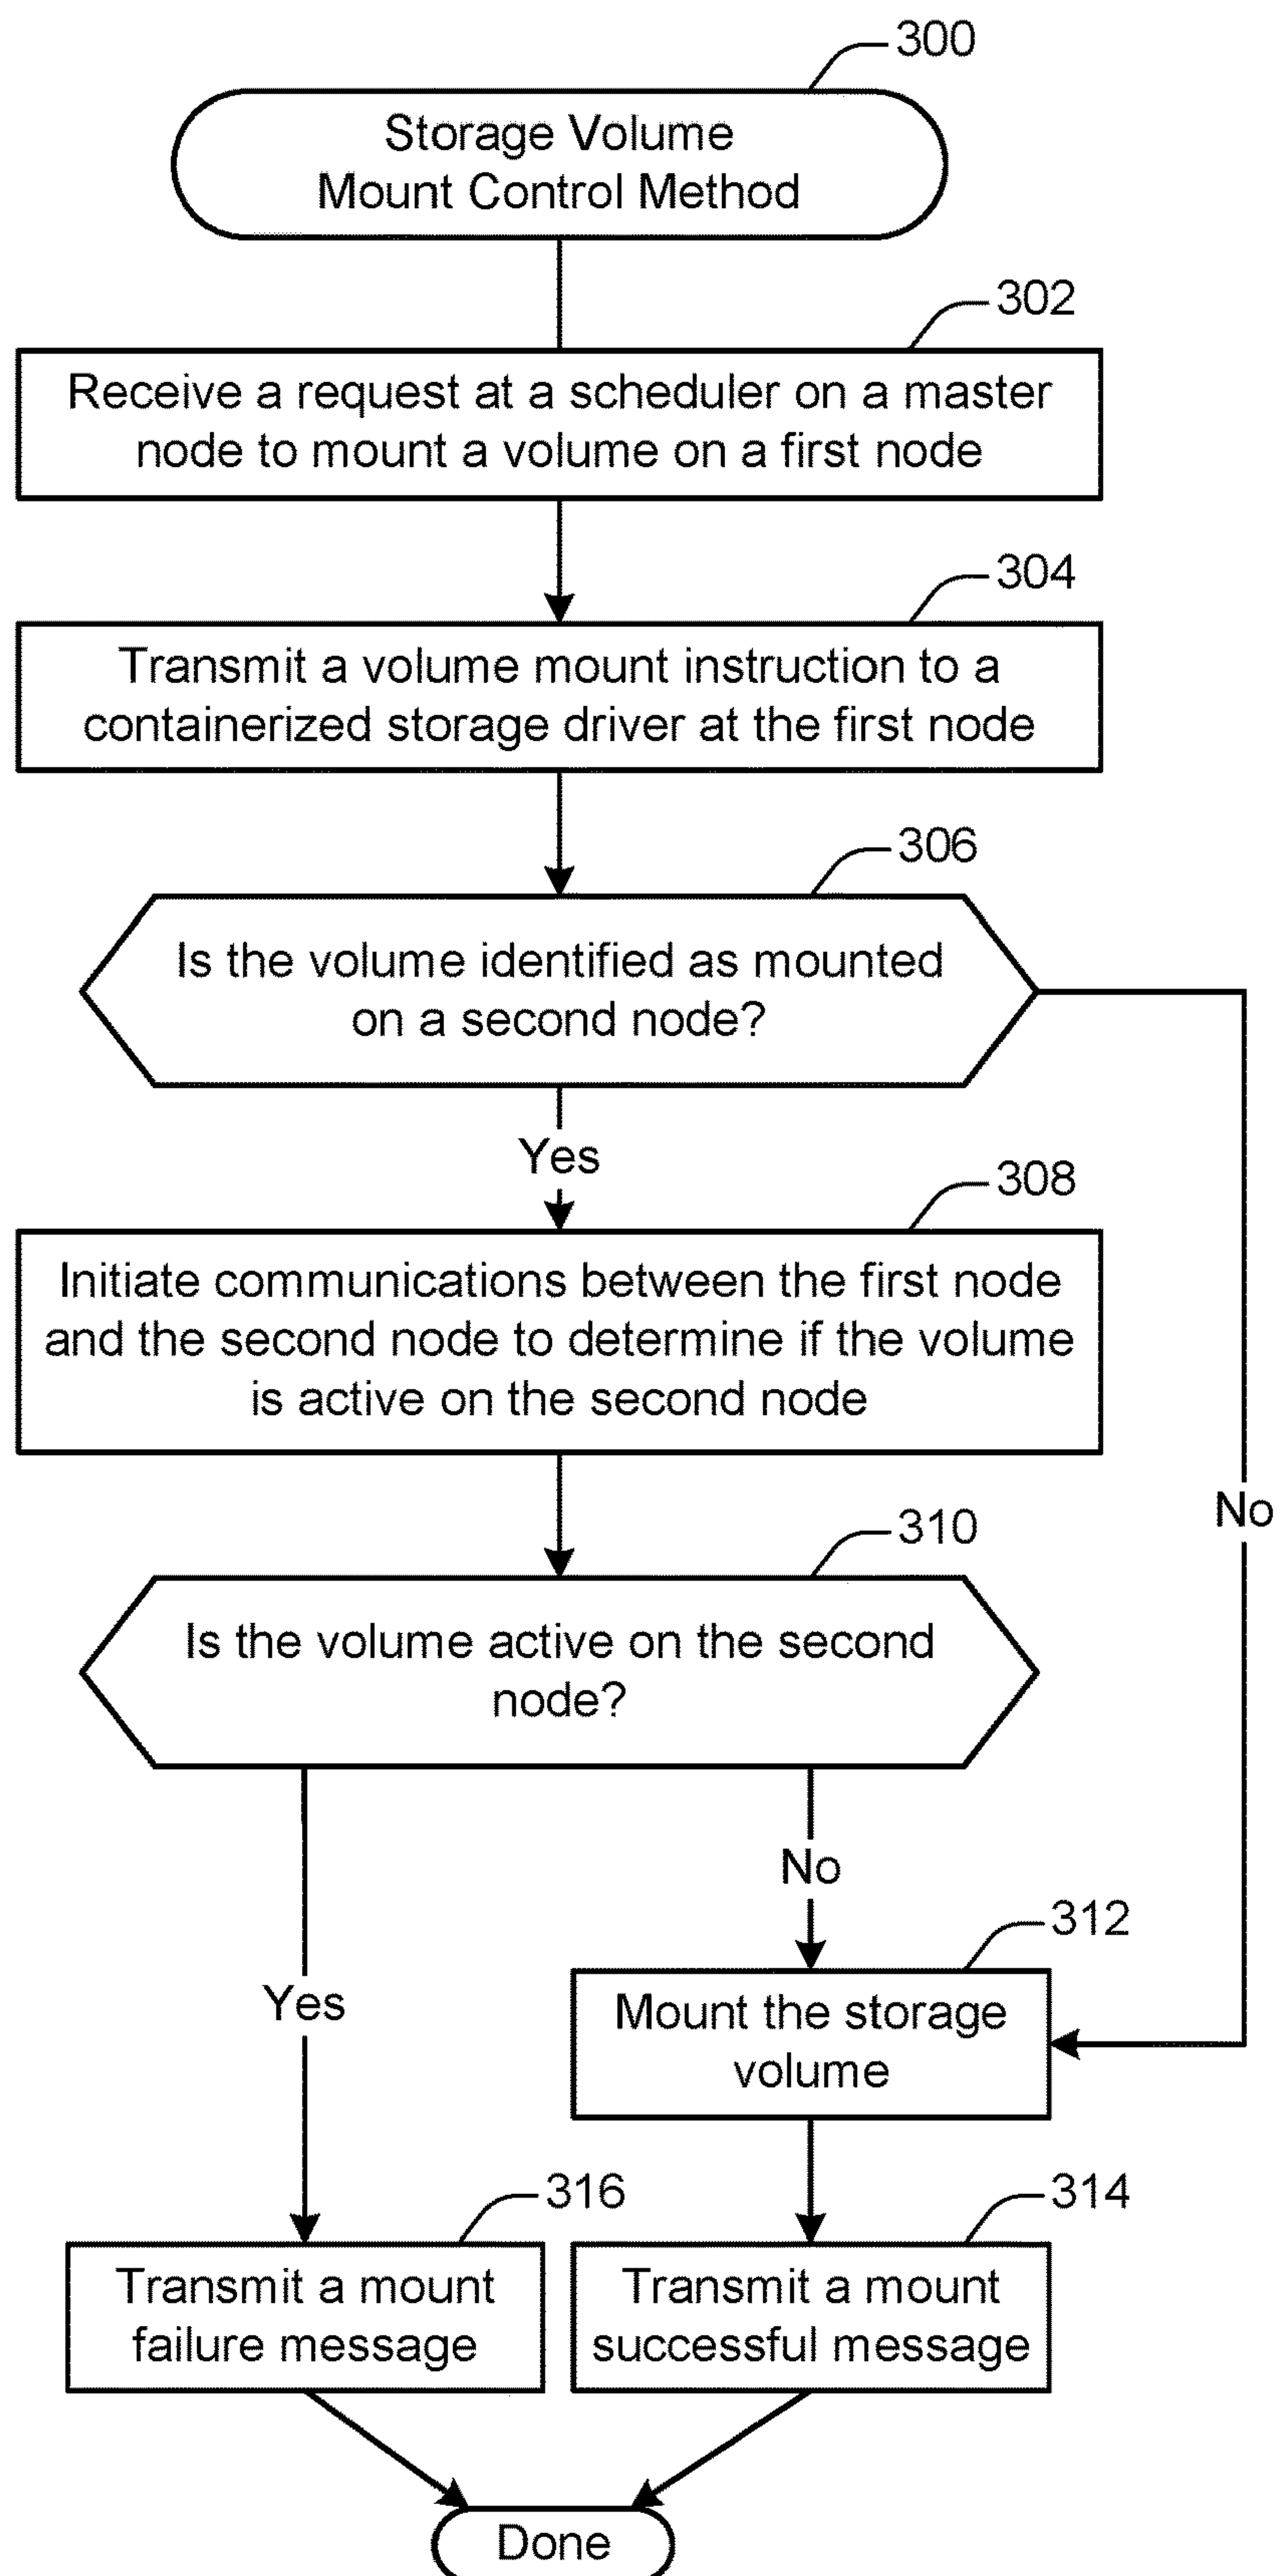 300
Storage Volume
Mount Control Method
302
Receive a request at a scheduler on a master
node to mount a volume on a first node
304
Transmit a volume mount instruction to a
containerized storage driver at the first node
306
Is the volume identified as mounted
on a second node?
Yes
308
Initiate communications between the first node
and the second node to determine if the volume
is active on the second node
No
310
Is the volume active on the second
node?
No
312
Yes
Mount the storage
volume
316
314
Transmit a mount
failure message
Transmit a mount
successful message
Done